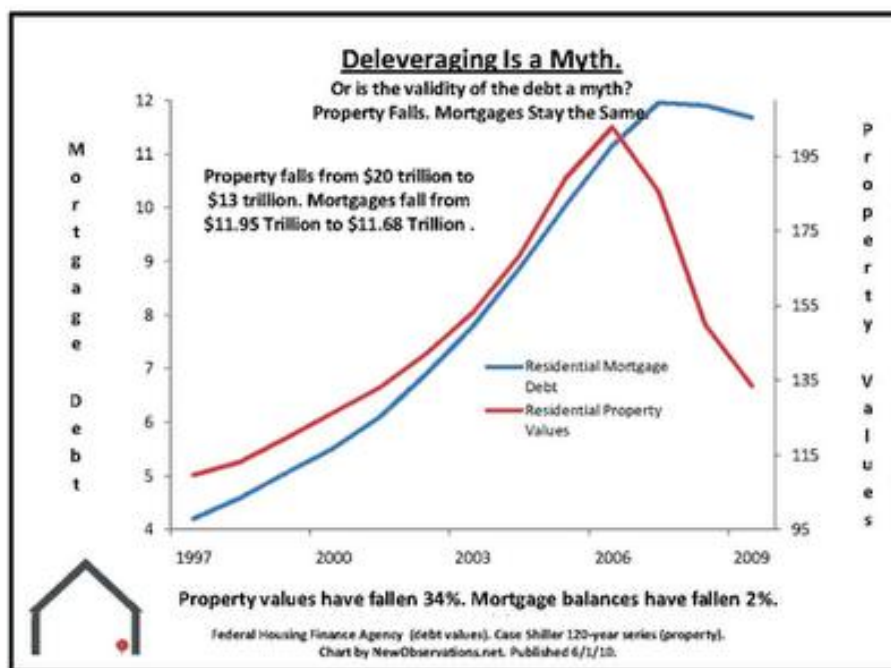 Deleveraging Is a Myth.
Or is the validity of the debt a myth?
Property Falls. Mortgages Stay the Same.
Property falls from $20 trillion to
$13 trillion. Mortgages fall from
$11.95 Trillion to $11.68 Trillion .
Mortgage Debt
12
11
10
9
8
7
6
5
4
Property Values
195
175
155
135
115
95
Residential Mortgage
Debt
Residential Property
Values
1997 2000 2003 2006 2009
Property values have fallen 34%. Mortgage balances have fallen 2%.
Federal Housing Finance Agency (debt values). Case Shiller 120-year series (property).
Chart by NewObservations.net. Published 6/1/10.